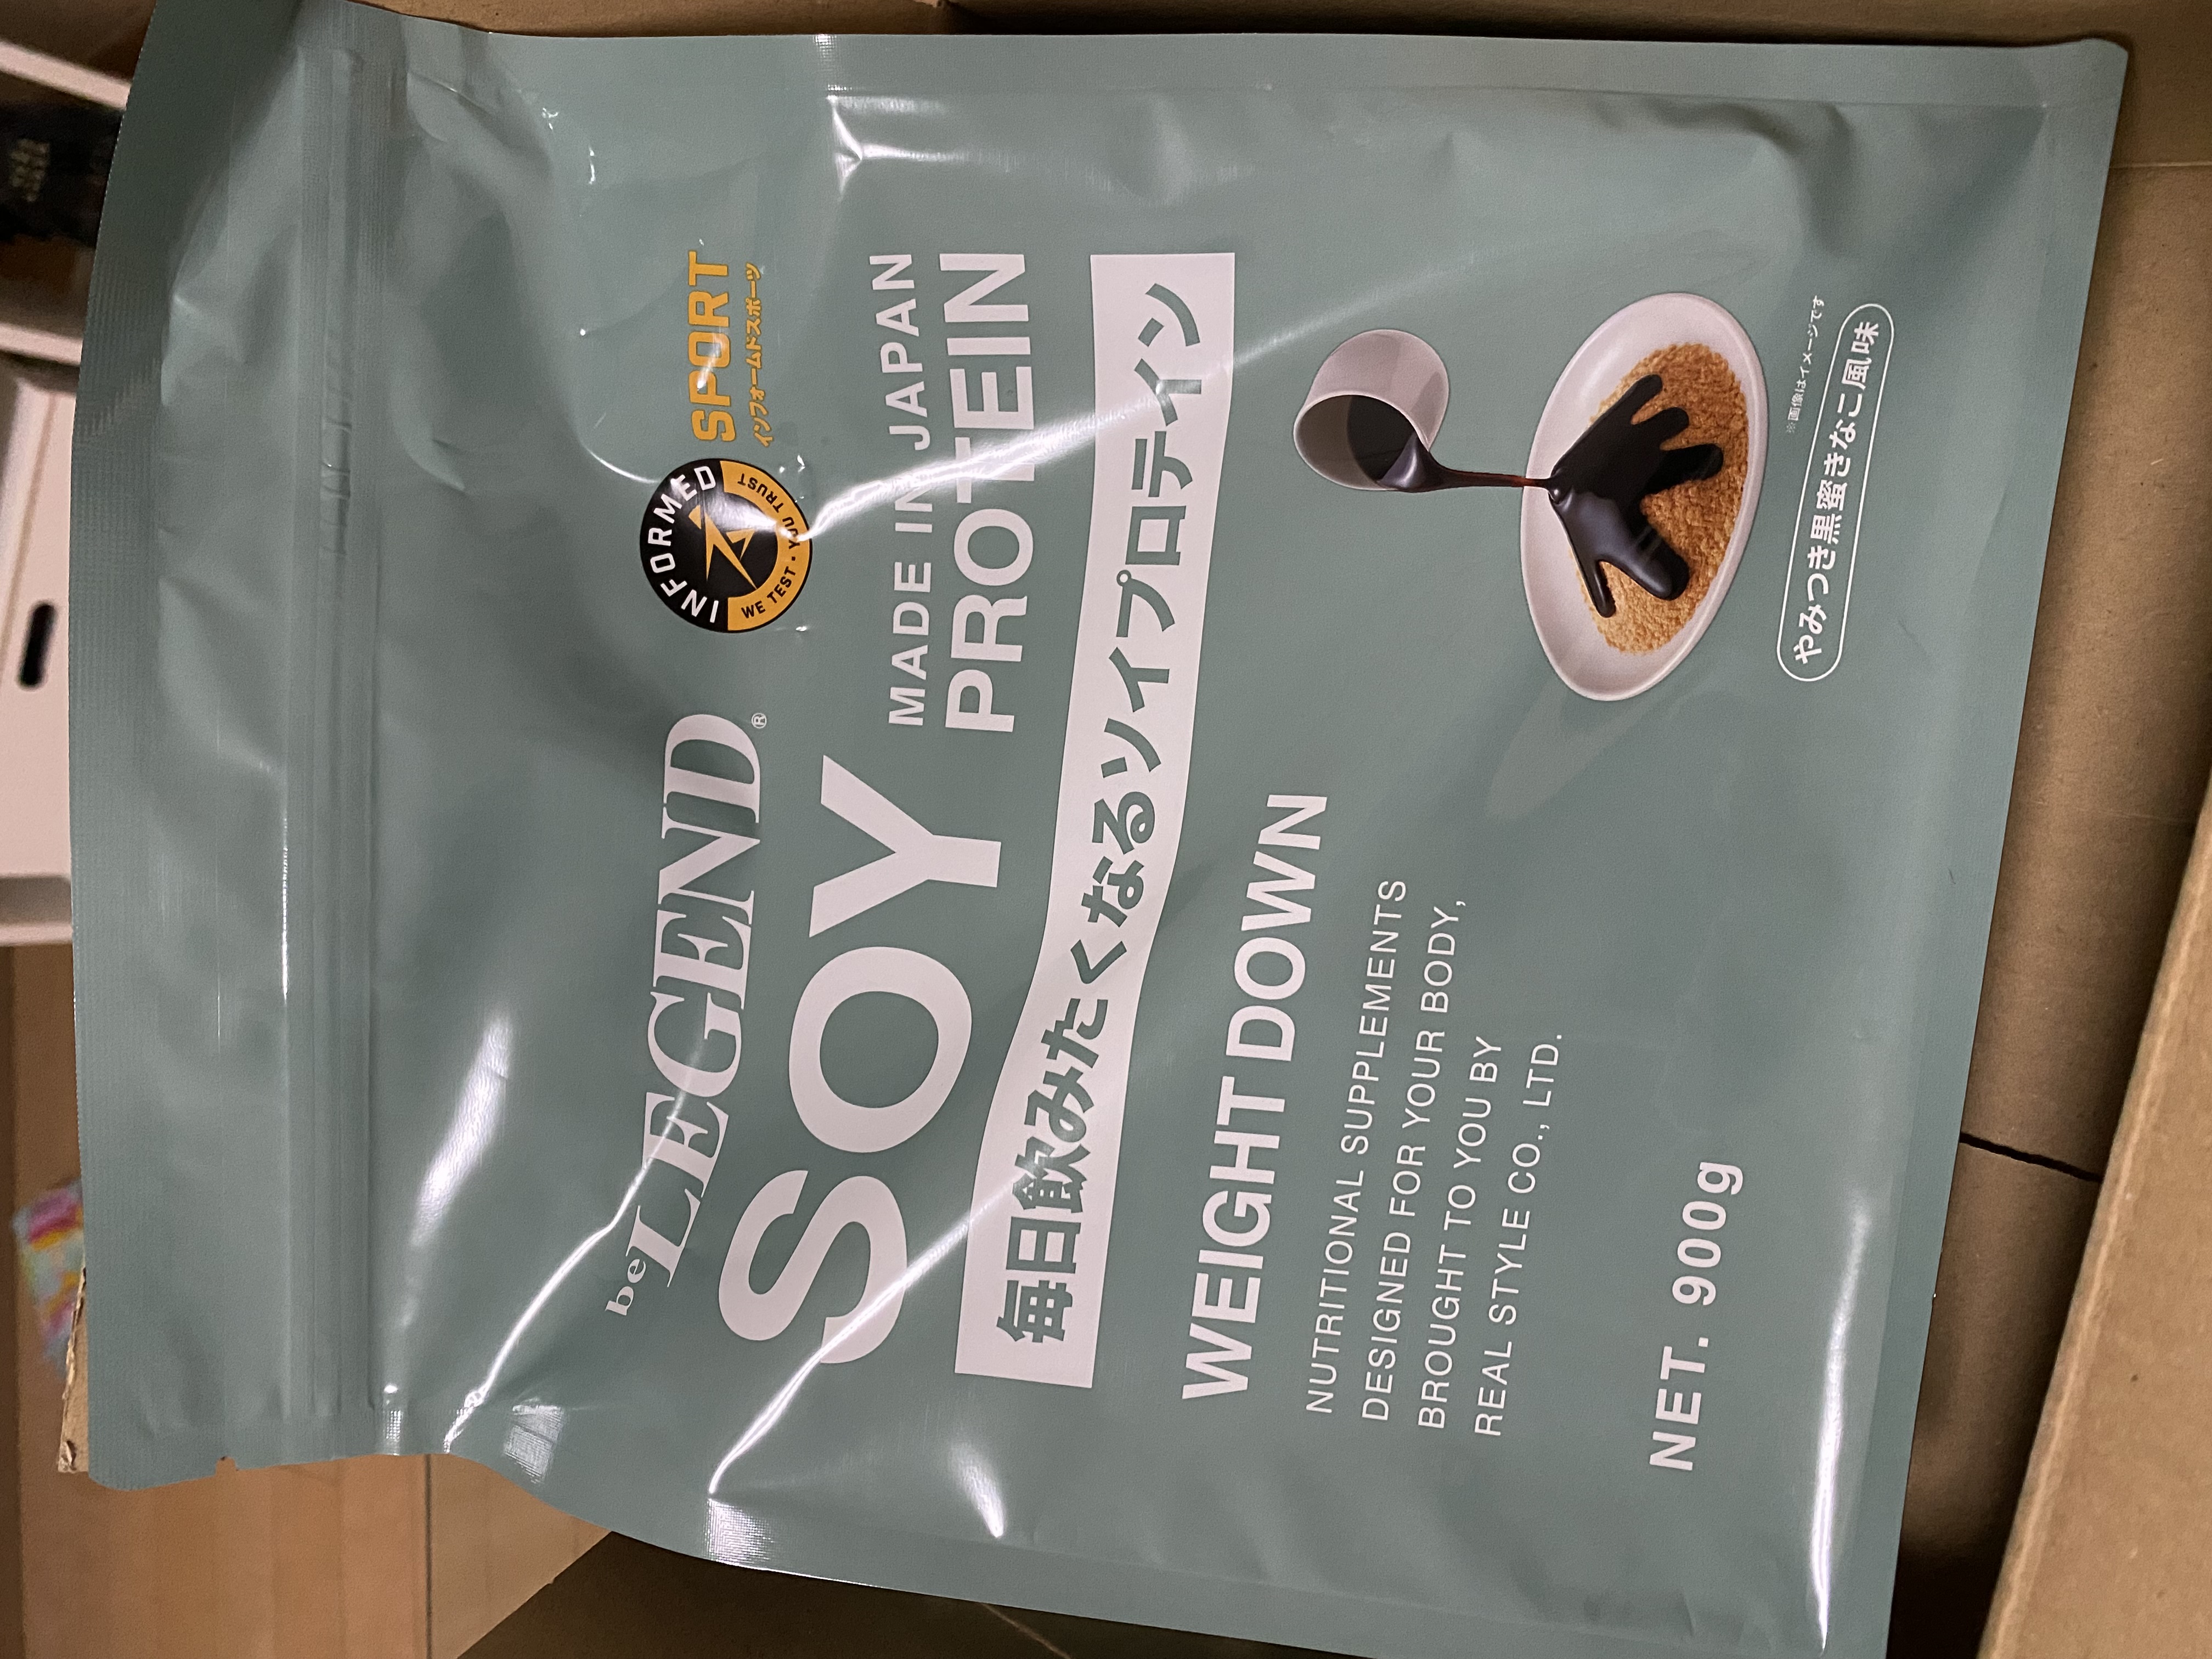 INFORMED
WE TEST · YOU TRUST
SPORT
インフォームドスポーツ
be LEGEND®
SOY
MADE IN JAPAN
PROTEIN
毎日飲みたくなるソイプロテイン
WEIGHT DOWN
NUTRITIONAL SUPPLEMENTS
DESIGNED FOR YOUR BODY,
BROUGHT TO YOU BY
REAL STYLE CO., LTD.
※画像はイメージです
やみつき黒蜜きなこ風味
NET. 900g